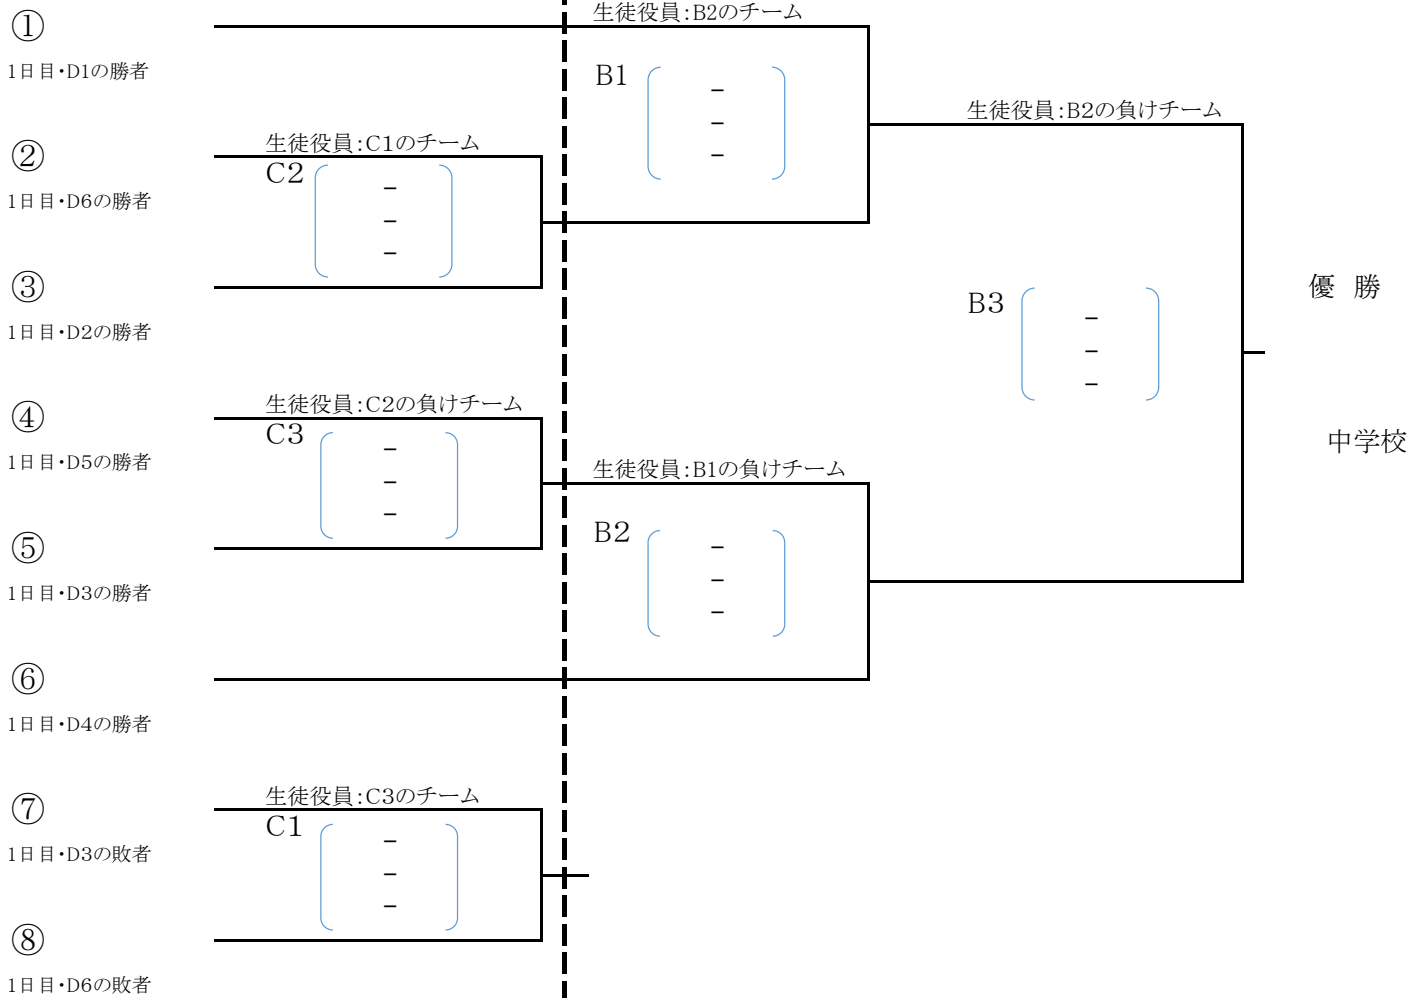 ①
生徒役員：B2のチーム
1日目・D1の勝者
B1
-
-
-
生徒役員：B2の負けチーム
②
生徒役員：C1のチーム
C2
1日目・D6の勝者
-
-
-
③
1日目・D2の勝者
優 勝
B3
-
-
-
④
生徒役員：C2の負けチーム
C3
1日目・D5の勝者
-
-
-
中学校
生徒役員：B1の負けチーム
⑤
B2
-
-
-
1日目・D3の勝者
⑥
1日目・D4の勝者
⑦
生徒役員：C3のチーム
C1
1日目・D3の敗者
-
-
-
⑧
1日目・D6の敗者